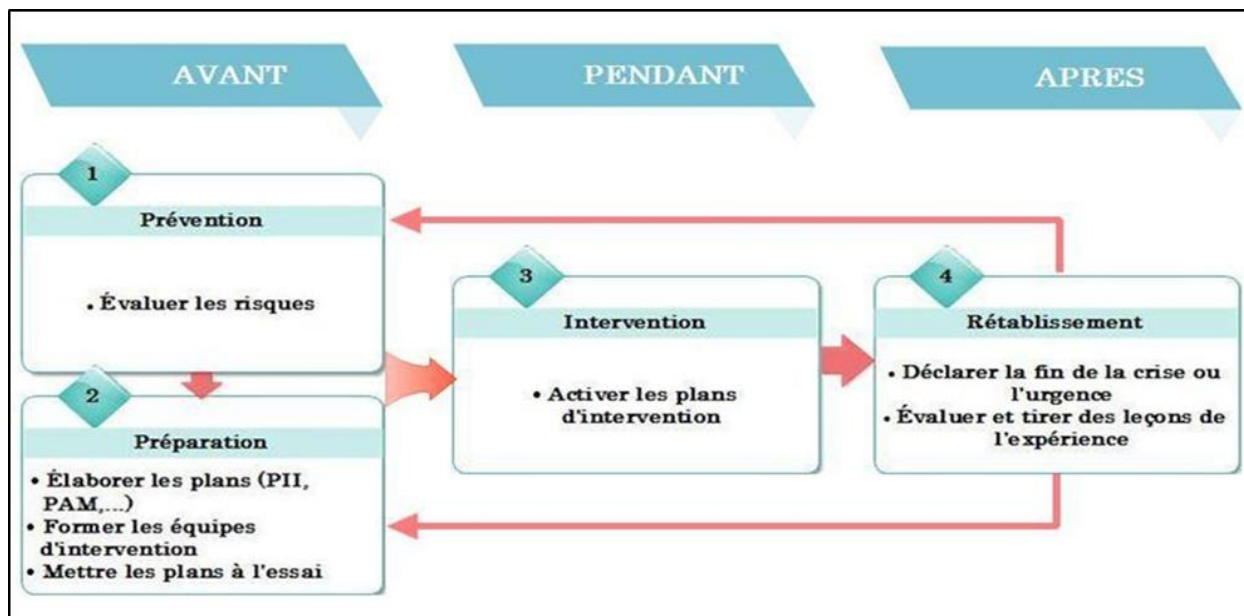 AVANT
PENDANT
APRES
1
Prévention
• Évaluer les risques
2
Préparation
• Élaborer les plans (PII,
PAM,...)
• Former les équipes
d'intervention
• Mettre les plans à l'essai
3
Intervention
• Activer les plans
d'intervention
4
Rétablissement
• Déclarer la fin de la crise ou
l'urgence
• Évaluer et tirer des leçons de
l'expérience